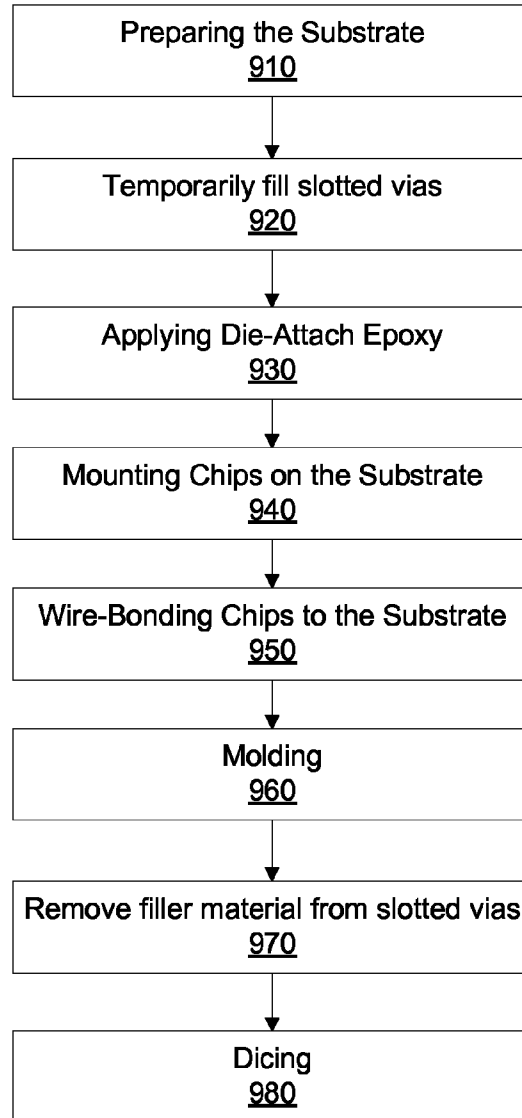 Preparing the Substrate
910
Temporarily fill slotted vias
920
Applying Die-Attach Epoxy
930
Mounting Chips on the Substrate
940
Wire-Bonding Chips to the Substrate
950
Molding
960
Remove filler material from slotted vias
970
Dicing
980